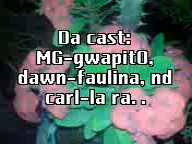 Da cast:
MG-gwapitO,
dawn-faulina, nd
carl-la ra. .